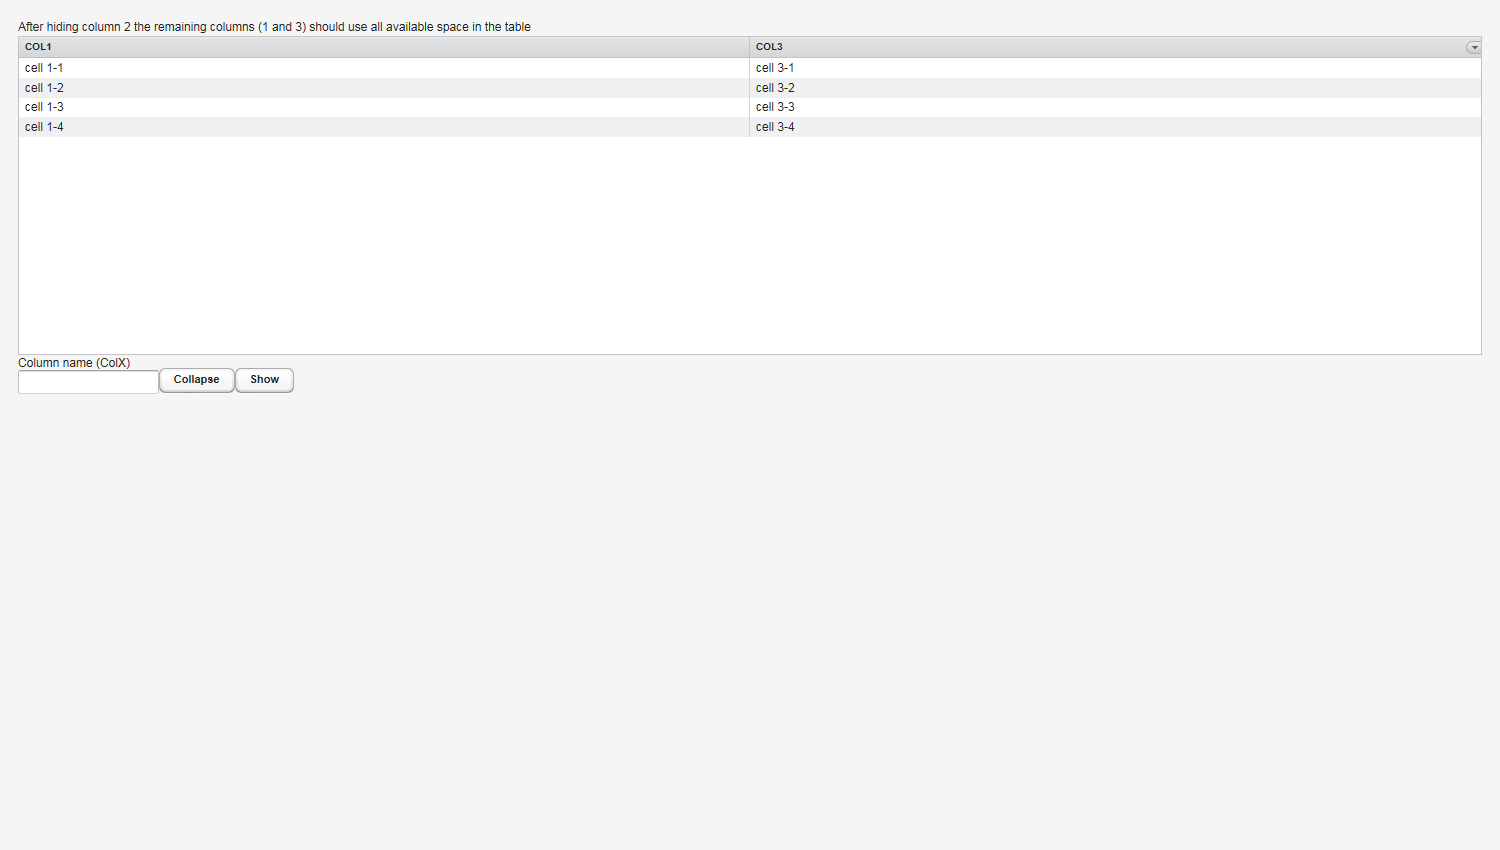 After hiding column 2 the remaining columns (1 and 3) should use all available space in the table
COL1 COL3
cell 1-1 cell 3-1
cell 1-2 cell 3-2
cell 1-3 cell 3-3
cell 1-4 cell 3-4
Column name (ColX)
Collapse Show